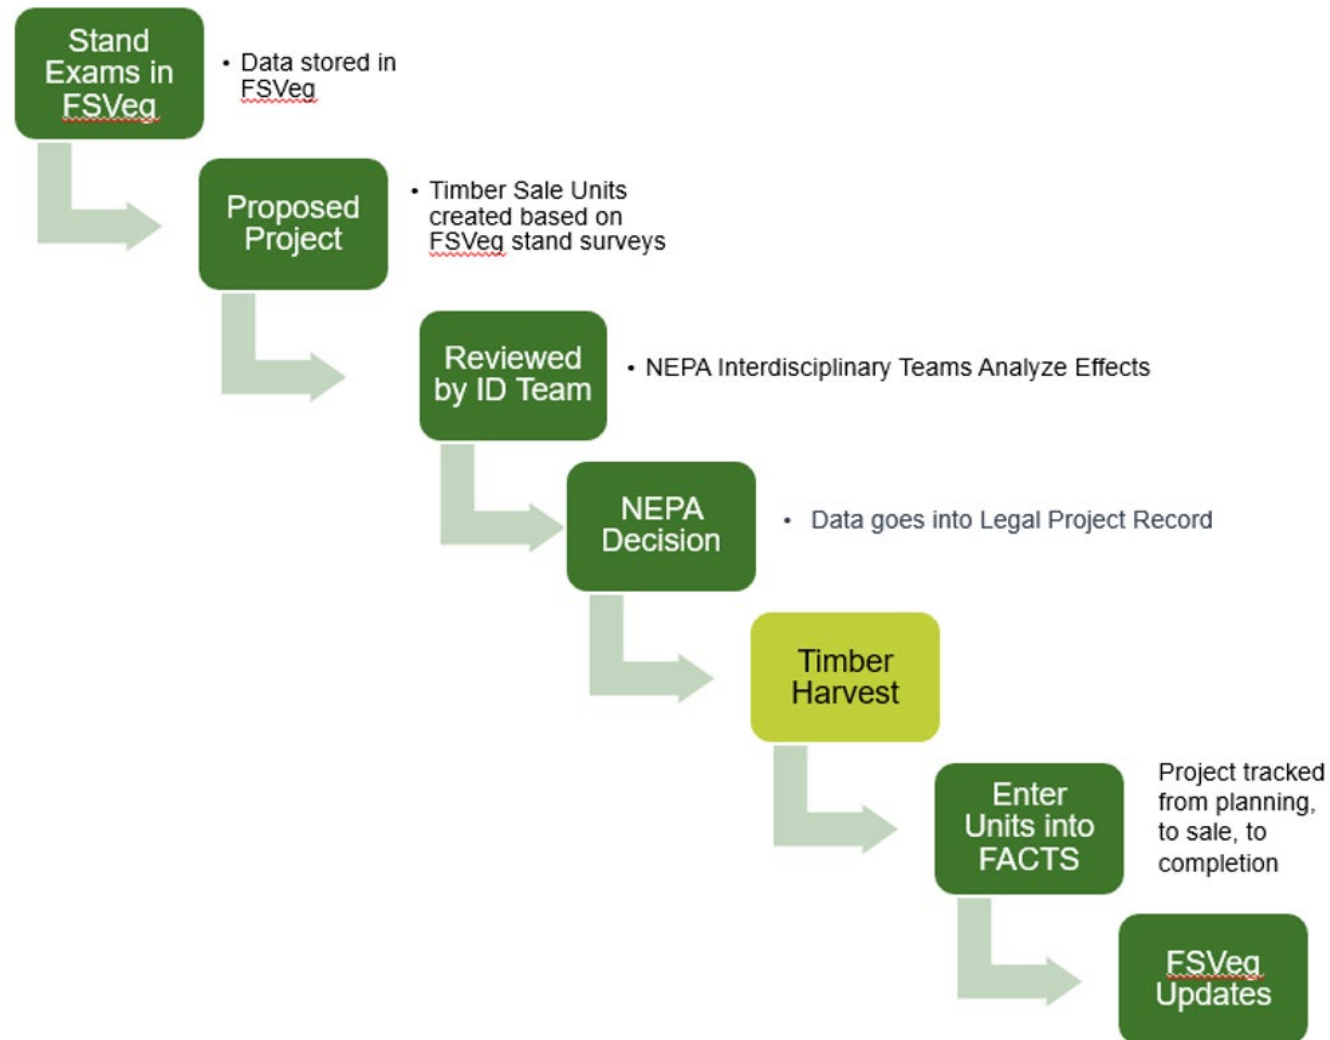 Stand
Exams in
FSVeg
• Data stored in
FSVeg
Proposed
Project
• Timber Sale Units
created based on
FSVeg stand surveys
Reviewed
by ID Team
• NEPA Interdisciplinary Teams Analyze Effects
NEPA
Decision
• Data goes into Legal Project Record
Timber
Harvest
Enter
Units into
FACTS
Project tracked
from planning,
to sale, to
completion
FSVeg
Updates